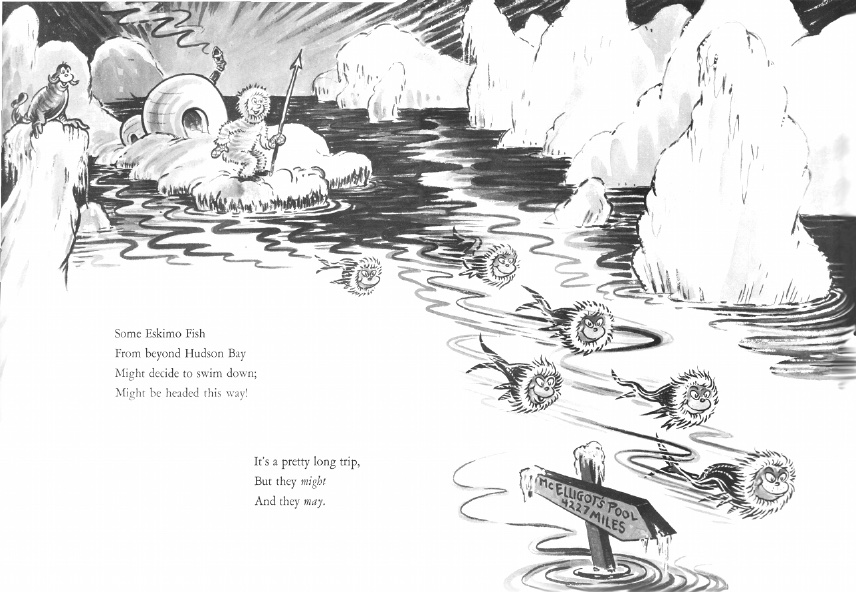 Some Eskimo Fish
From beyond Hudson Bay
Might decide to swim down;
Might be headed this way!
It's a pretty long trip,
But they might
And they may.
McELLIGOT'S POOL
4227 MILES